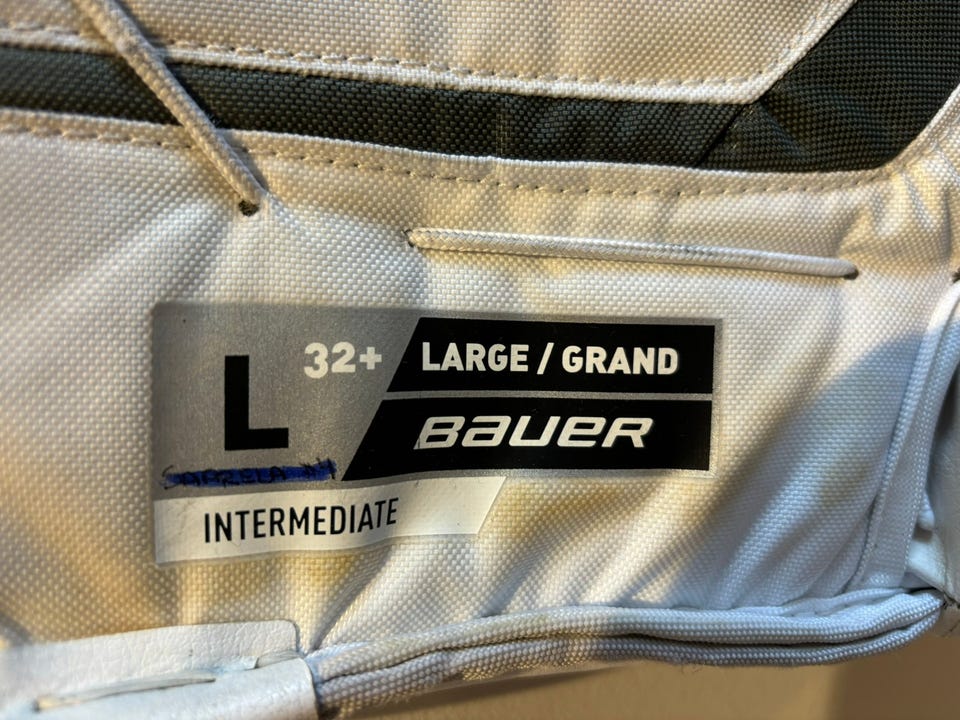 L 32+ LARGE / GRAND
BAUER
INTERMEDIATE